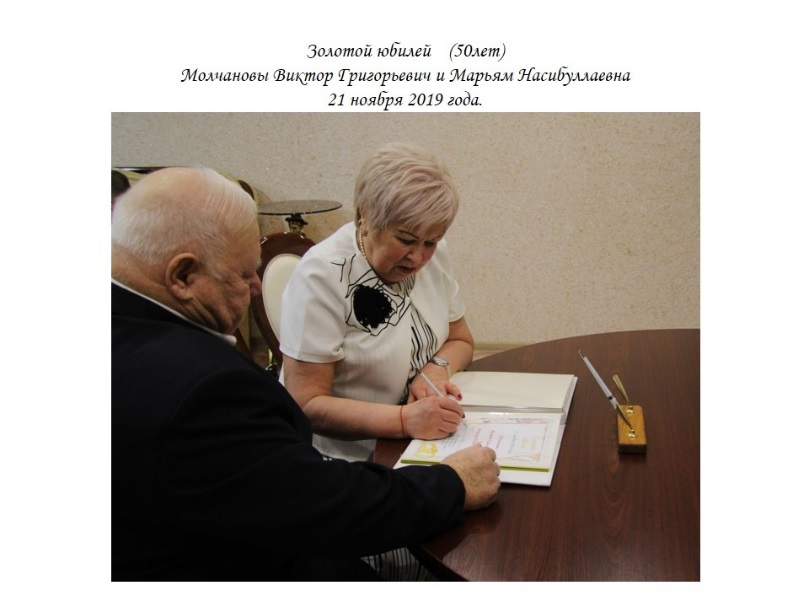 Золотой юбилей (50лет)
Молчановы Виктор Григорьевич и Марьям Насибуллаевна
21 ноября 2019 года.